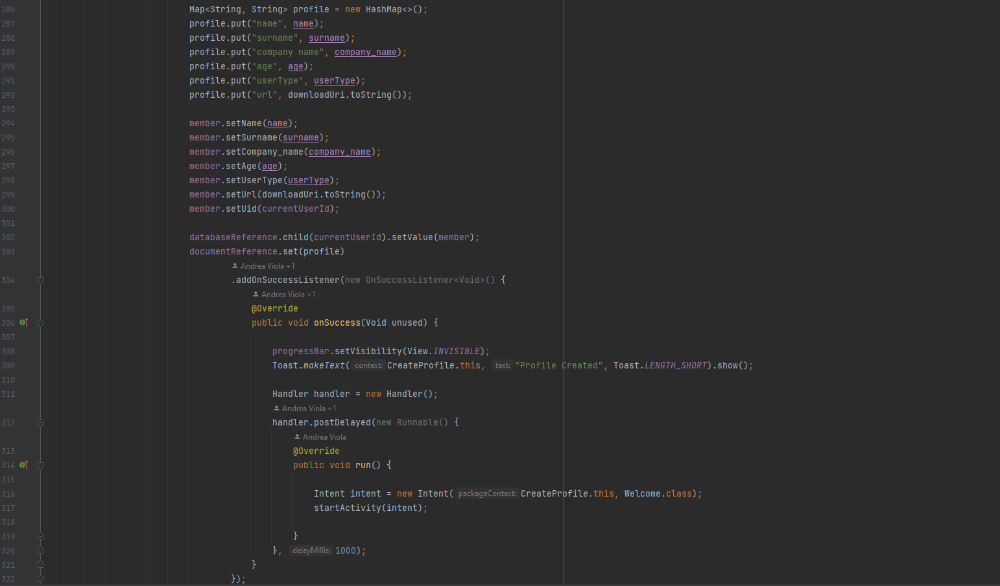 286 Map<String, String> profile = new HashMap<>();
287 profile.put("name", name);
288 profile.put("surname", surname);
289 profile.put("company name", company_name);
290 profile.put("age", age);
291 profile.put("userType", userType);
292 profile.put("url", downloadUri.toString());
293
294 member.setName(name);
295 member.setSurname(surname);
296 member.setCompany_name(company_name);
297 member.setAge(age);
298 member.setUserType(userType);
299 member.setUrl(downloadUri.toString());
300 member.setUid(currentUserId);
301
302 databaseReference.child(currentUserId).setValue(member);
303 documentReference.set(profile)
Andrea Viola +1
304 .addOnSuccessListener(new OnSuccessListener<Void>() {
Andrea Viola +1
305 @Override
306 public void onSuccess(Void unused) {
307
308 progressBar.setVisibility(View.INVISIBLE);
309 Toast.makeText( context: CreateProfile.this, text: "Profile Created", Toast.LENGTH_SHORT).show();
310
311 Handler handler = new Handler();
Andrea Viola +1
312 handler.postDelayed(new Runnable() {
Andrea Viola
313 @Override
314 public void run() {
315
316 Intent intent = new Intent( packageContext: CreateProfile.this, Welcome.class);
317 startActivity(intent);
318
319 }
320 }, delayMillis: 1000);
321 }
322 });